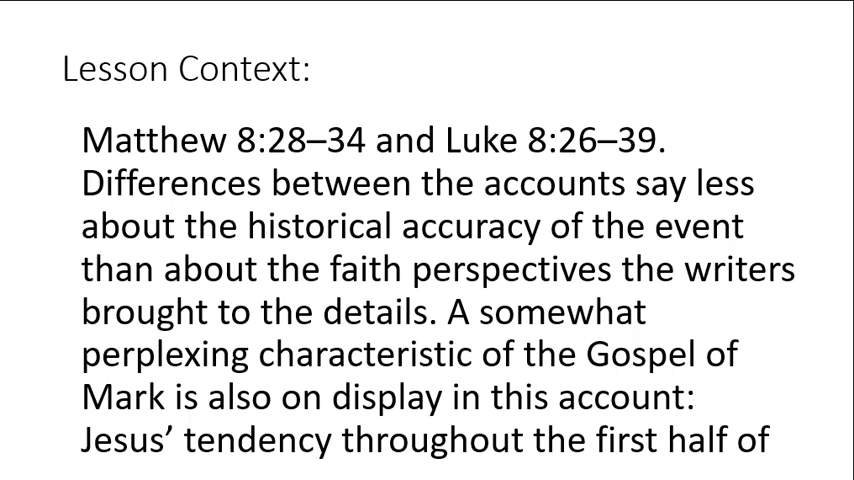 Lesson Context:
Matthew 8:28–34 and Luke 8:26–39.
Differences between the accounts say less
about the historical accuracy of the event
than about the faith perspectives the writers
brought to the details. A somewhat
perplexing characteristic of the Gospel of
Mark is also on display in this account:
Jesus’ tendency throughout the first half of